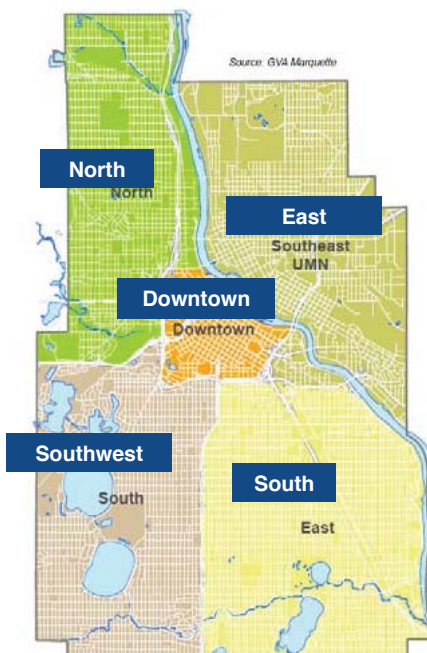 Source: GVA Marquette
North
North
East
Southeast
UMN
Downtown
Downtown
Southwest
South
South
East